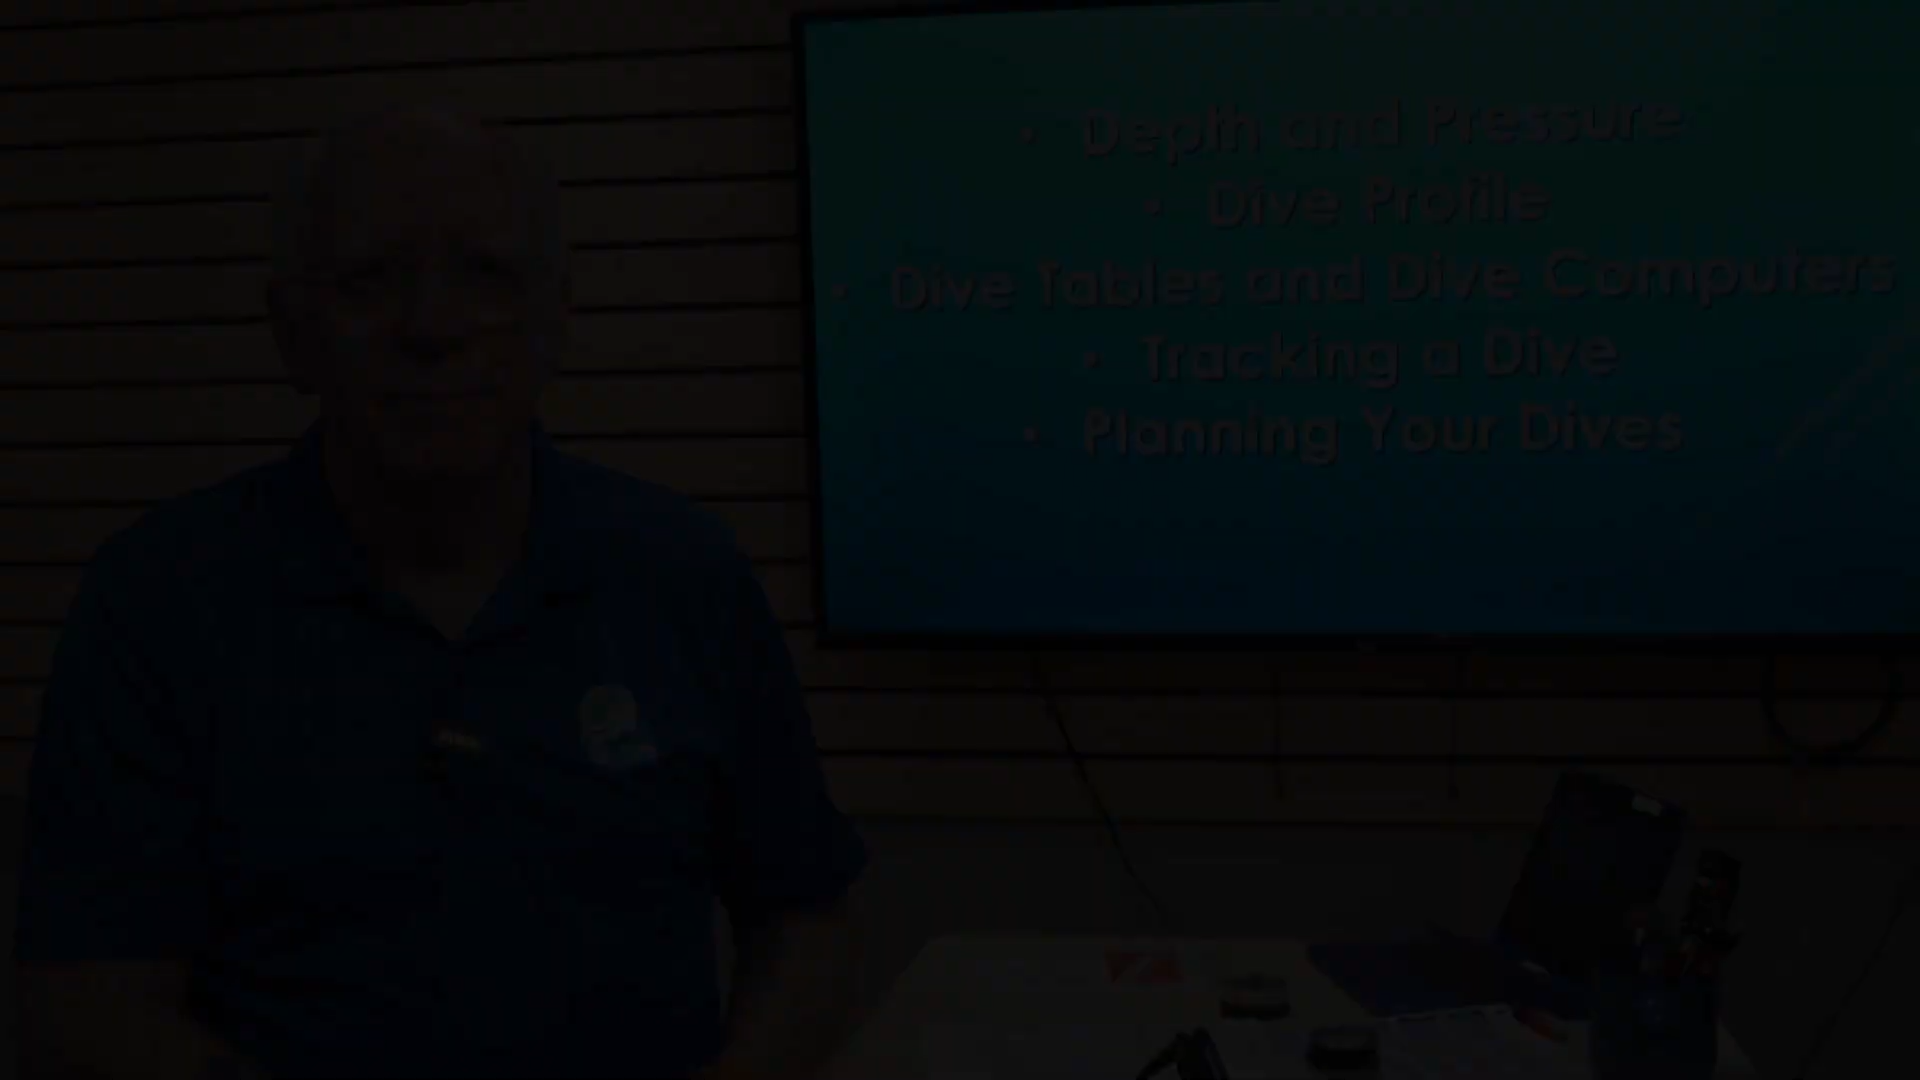 • Depth and Pressure
• Dive Profile
• Dive Tables and Dive Computers
• Tracking a Dive
• Planning Your Dives